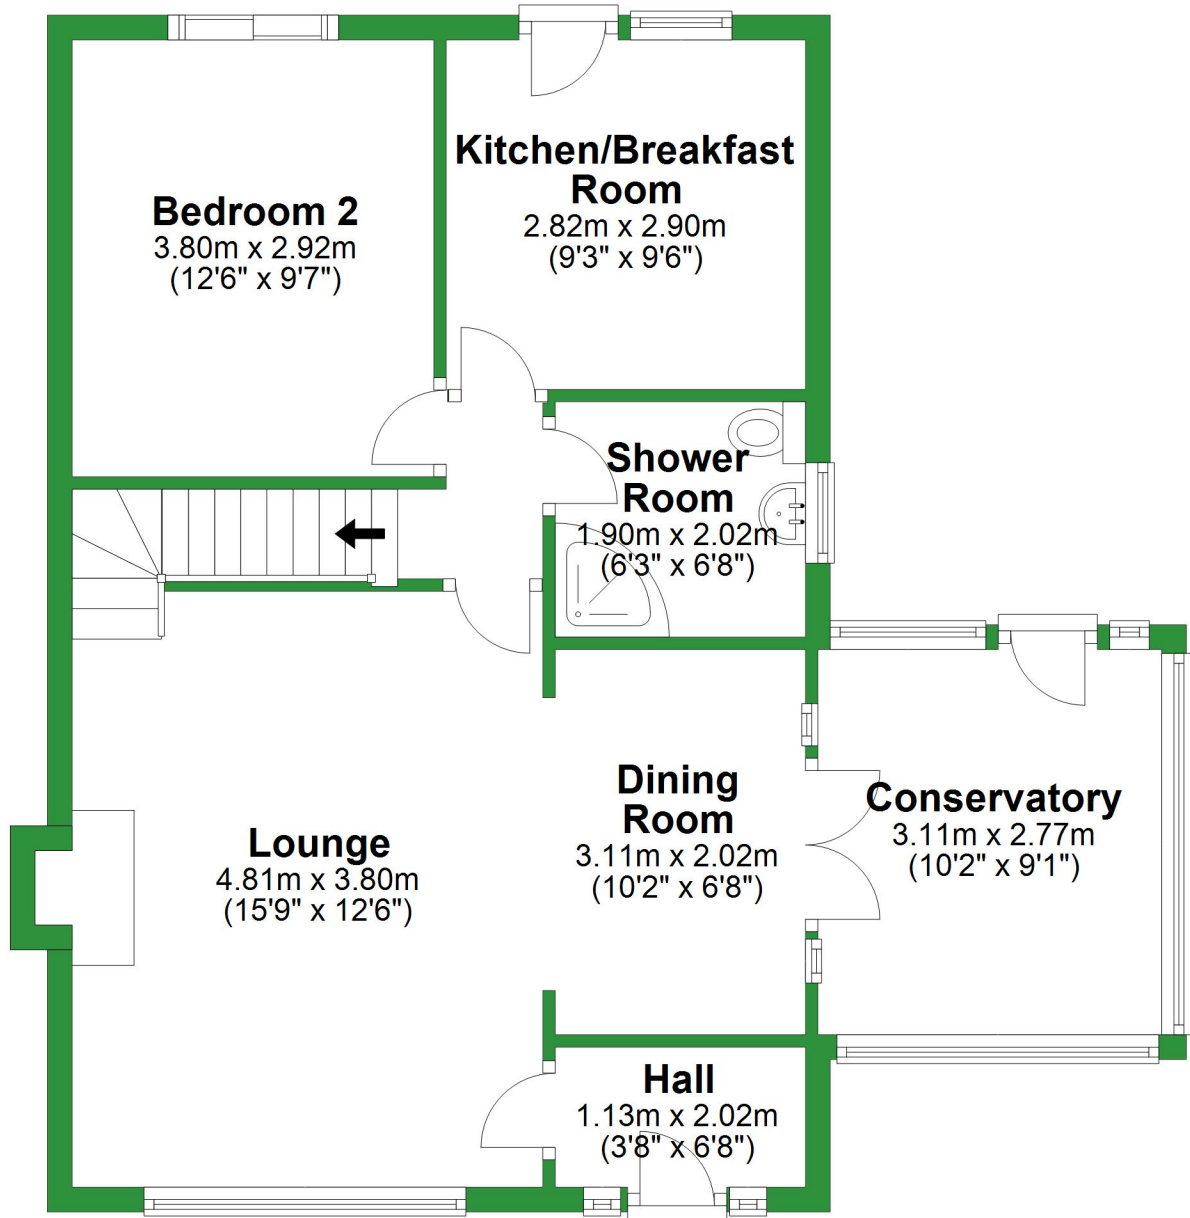 Bedroom 2
3.80m x 2.92m
(12'6" x 9'7")
Kitchen/Breakfast
Room
2.82m x 2.90m
(9'3" x 9'6")
Shower
Room
1.90m x 2.02m
(6'3" x 6'8")
Lounge
4.81m x 3.80m
(15'9" x 12'6")
Dining
Room
3.11m x 2.02m
(10'2" x 6'8")
Conservatory
3.11m x 2.77m
(10'2" x 9'1")
Hall
1.13m x 2.02m
(3'8" x 6'8")